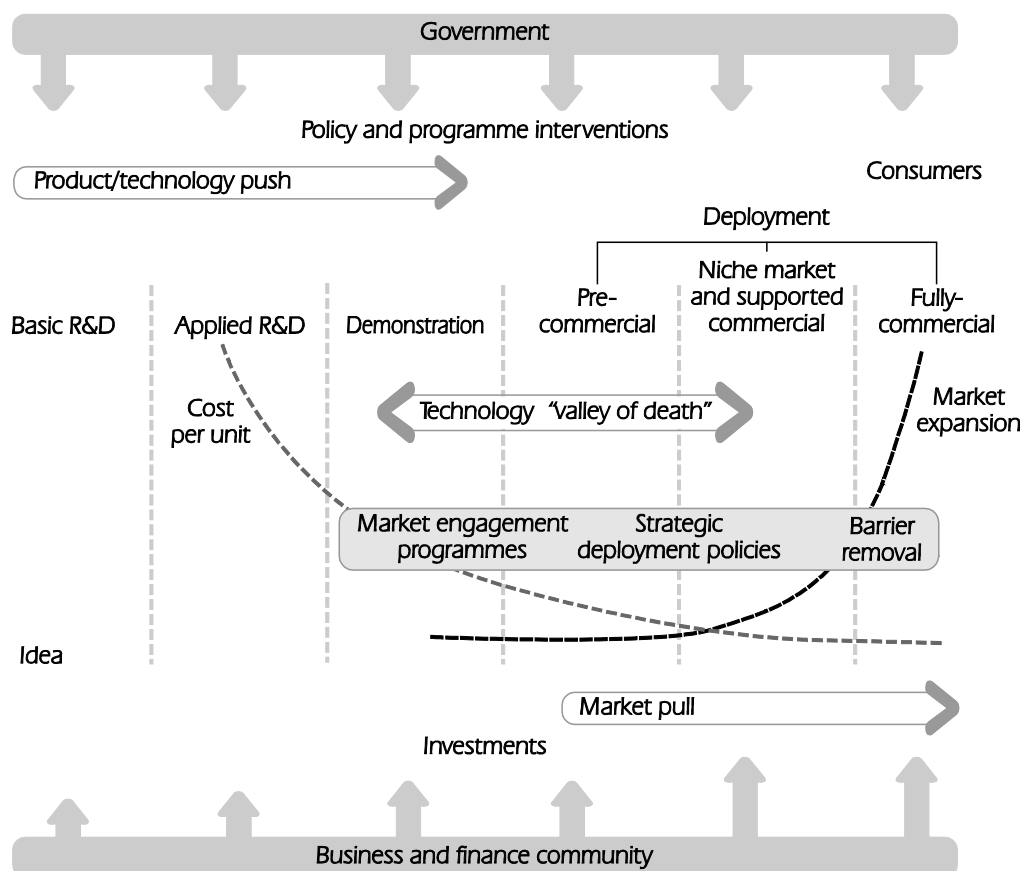 Government
Policy and programme interventions
Product/technology push
Consumers
Deployment
Basic R&D
Applied R&D
Demonstration
Pre-
commercial
Niche market
and supported
commercial
Fully-
commercial
Cost
per unit
Technology “valley of death”
Market
expansion
Market engagement
programmes
Strategic
deployment policies
Barrier
removal
Idea
Market pull
Investments
Business and finance community